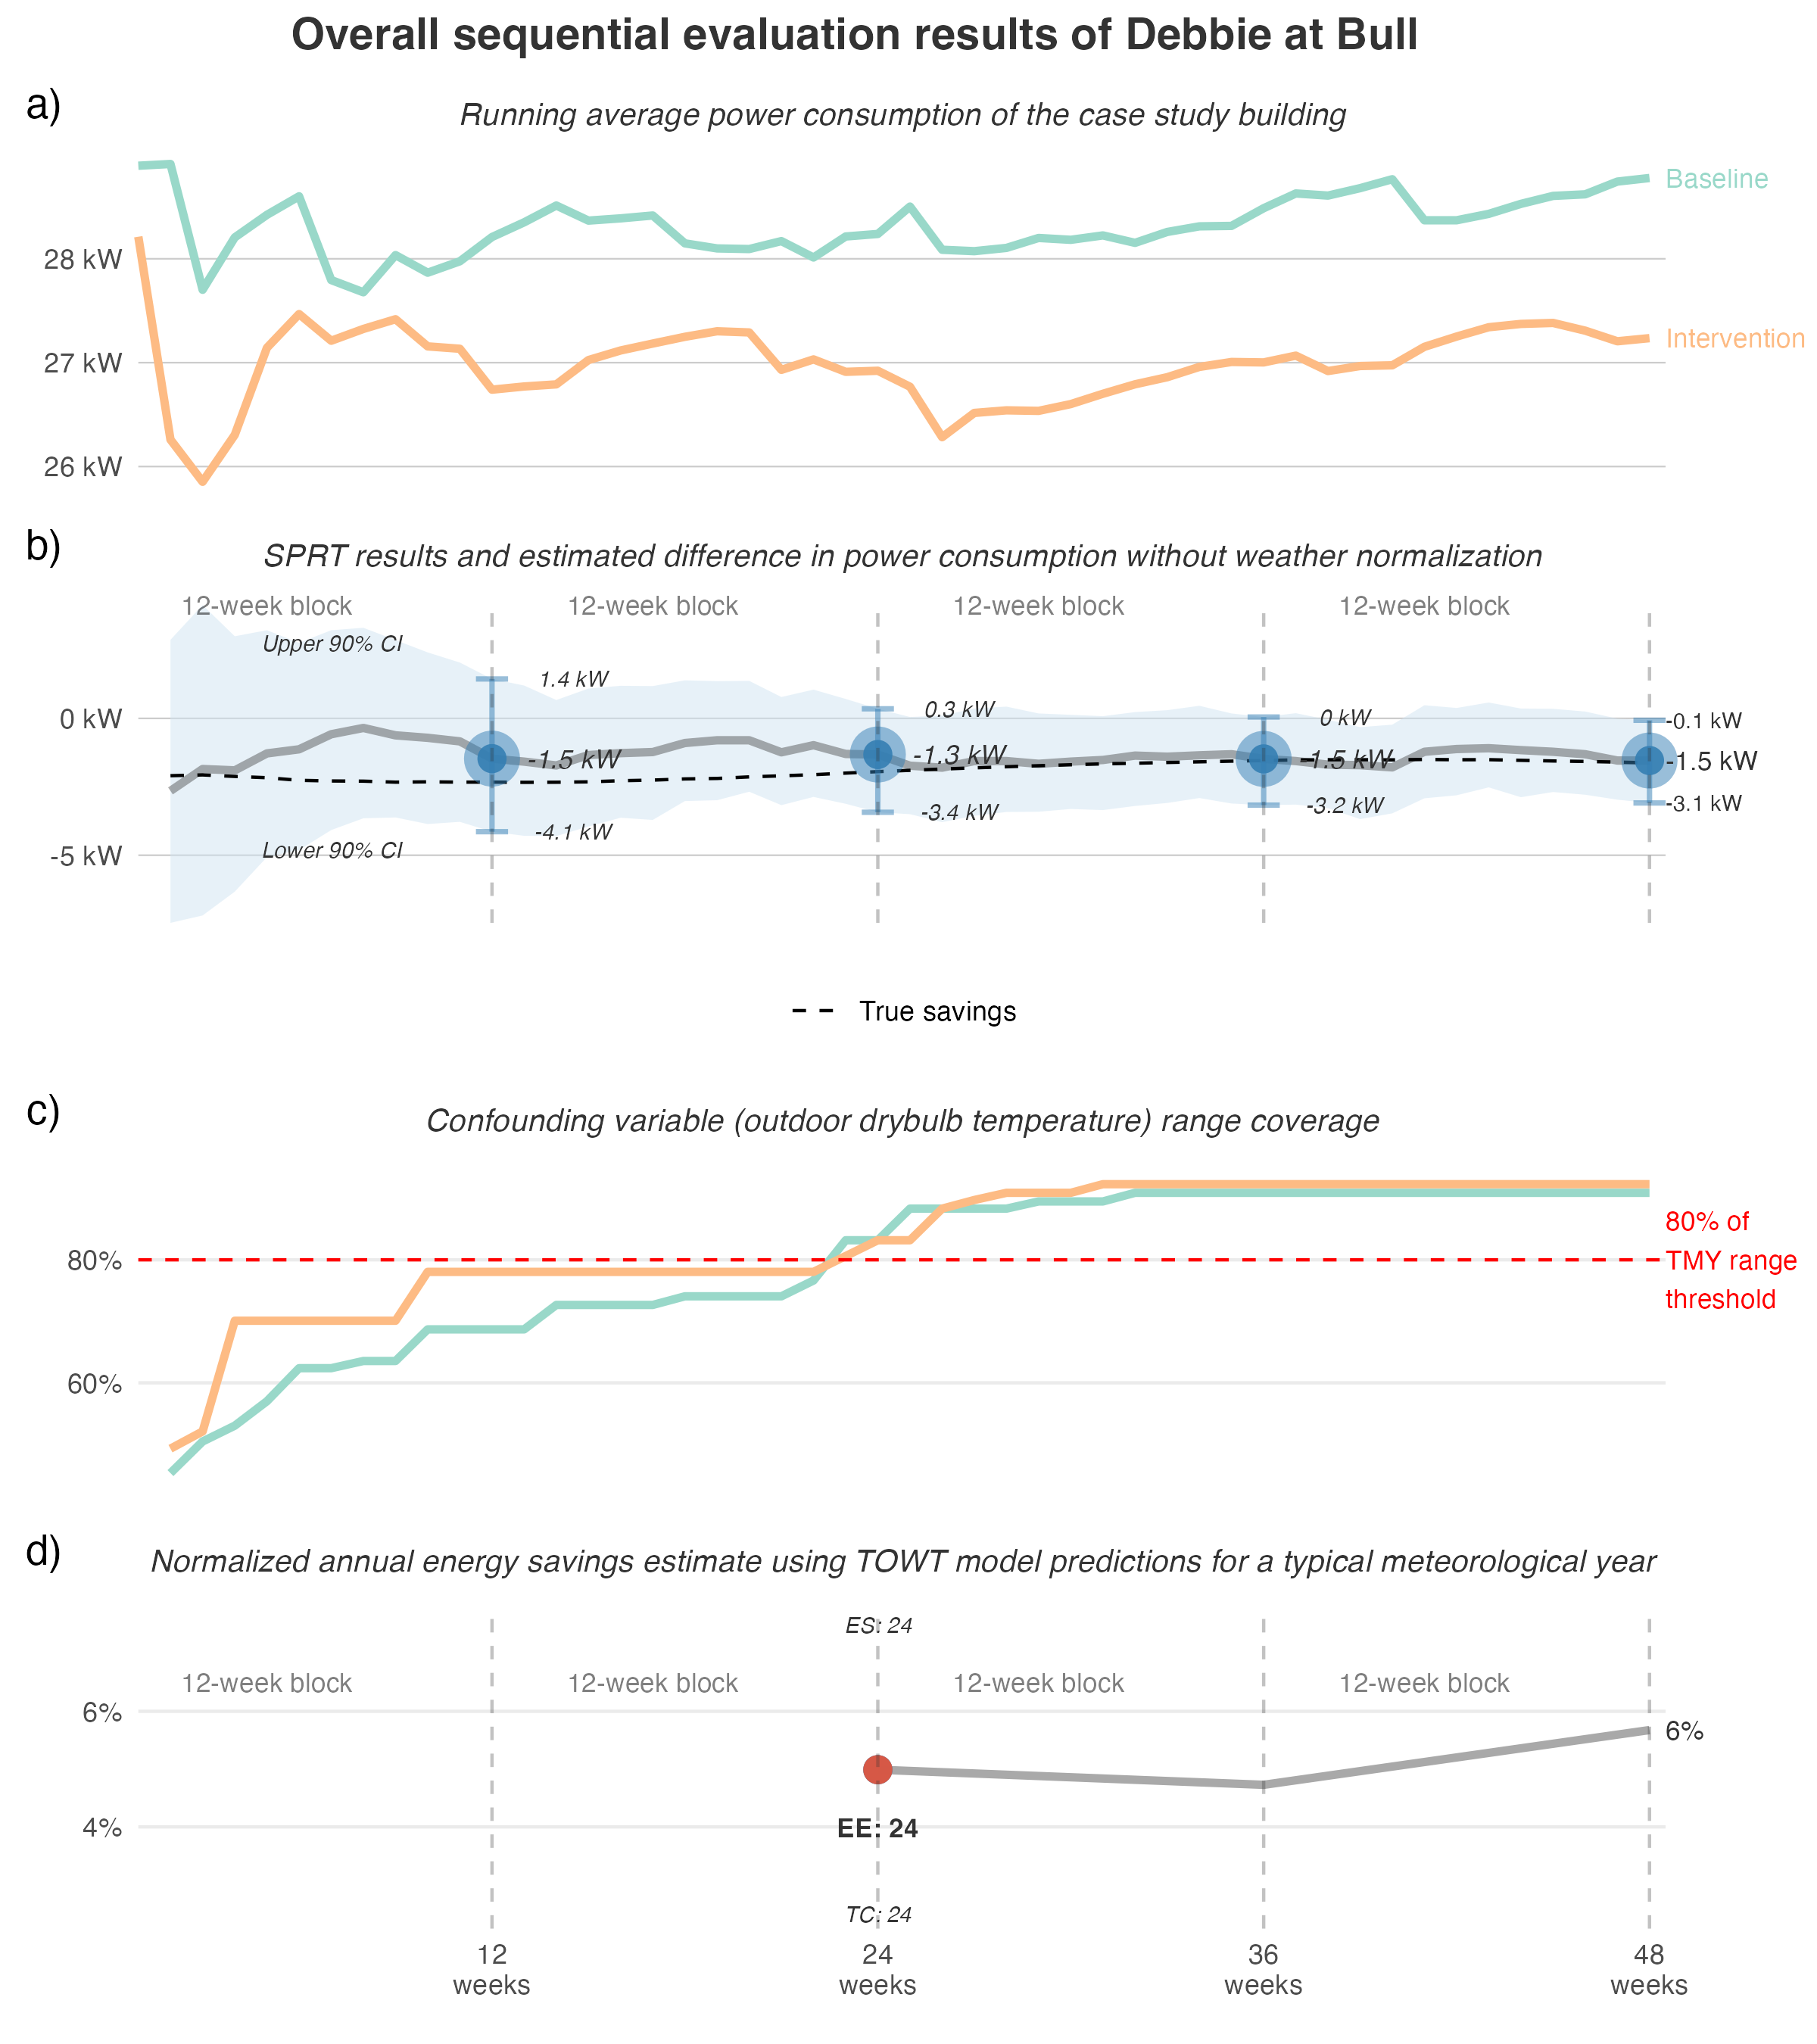 Overall sequential evaluation results of Debbie at Bull
a)
Running average power consumption of the case study building
Baseline
28 kW
Intervention
27 kW
26 kW
b)
SPRT results and estimated difference in power consumption without weather normalization
12-week block 12-week block 12-week block 12-week block
Upper 90% CI
1.4 kW
0.3 kW
0 kW
0 kW
-0.1 kW
-1.5 kW
-1.3 kW
-1.5 kW
-1.5 kW
-4.1 kW
-3.4 kW
-3.2 kW
-3.1 kW
Lower 90% CI
-5 kW
True savings
c)
Confounding variable (outdoor drybulb temperature) range coverage
80%
80% of
TMY range
threshold
60%
d)
Normalized annual energy savings estimate using TOWT model predictions for a typical meteorological year
ES: 24
12-week block 12-week block 12-week block 12-week block
6%
6%
4%
EE: 24
TC: 24
12
weeks
24
weeks
36
weeks
48
weeks